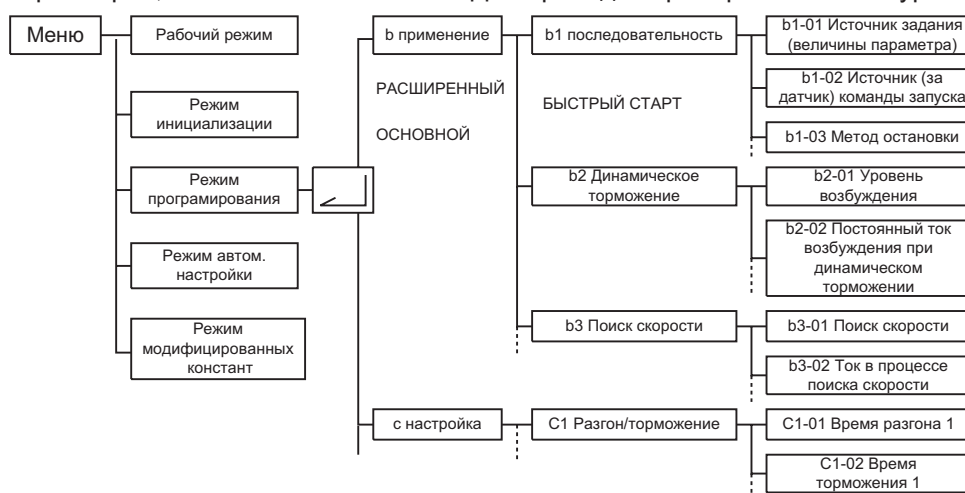 Меню
Рабочий режим
Режим
инициализации
Режим
програмирования
Режим автом.
настройки
Режим
модифицированных
констант
b применение
РАСШИРЕННЫЙ
ОСНОВНОЙ
с настройка
b1 последовательность
БЫСТРЫЙ СТАРТ
b2 Динамическое
торможение
b3 Поиск скорости
C1 Разгон/торможение
b1-01 Источник задания
(величины параметра)
b1-02 Источник (за
датчик) команды запуска
b1-03 Метод остановки
b2-01 Уровень
возбуждения
b2-02 Постоянный ток
возбуждения при
динамическом
торможении
b3-01 Поиск скорости
b3-02 Ток в процессе
поиска скорости
C1-01 Время разгона 1
C1-02 Время
торможения 1